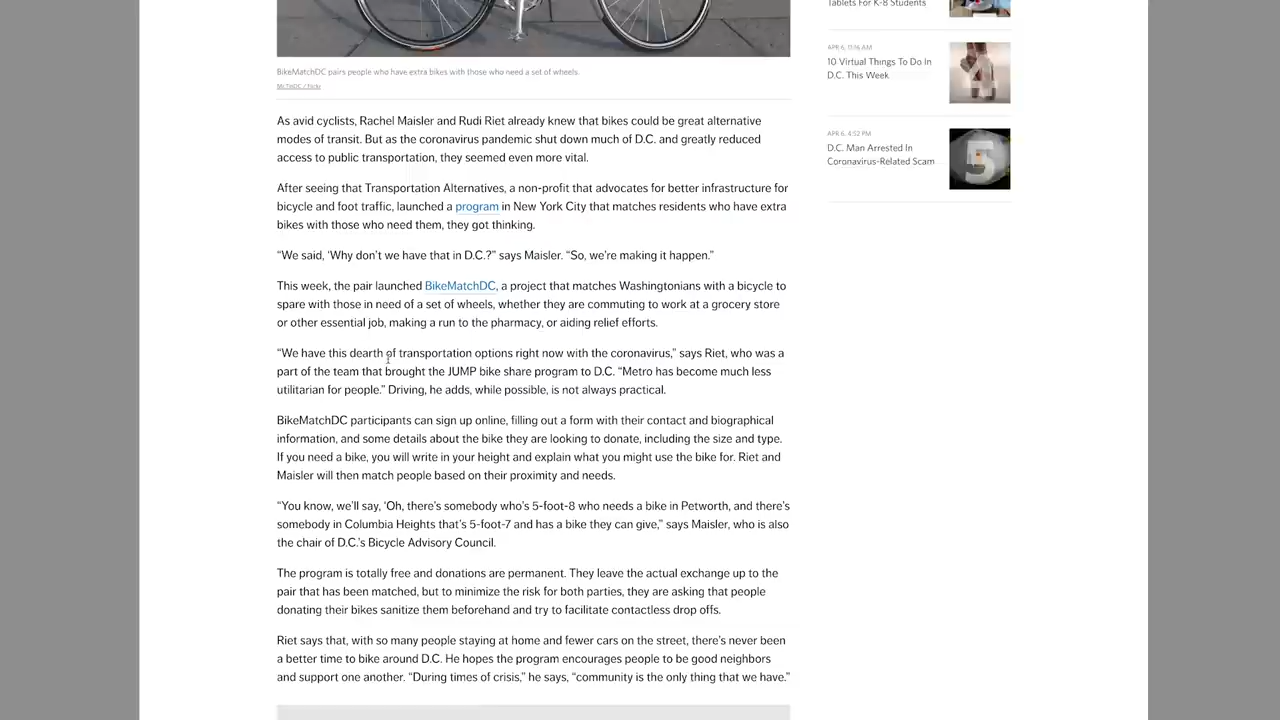 Tablets For K-8 Students
BikeMatchDC pairs people who have extra bikes with those who need a set of wheels.
Mr.TinDC / Flickr
APR 6, 11:16 AM
10 Virtual Things To Do In
D.C. This Week
As avid cyclists, Rachel Maisler and Rudi Riet already knew that bikes could be great alternative
modes of transit. But as the coronavirus pandemic shut down much of D.C. and greatly reduced
access to public transportation, they seemed even more vital.
APR 6, 4:52 PM
D.C. Man Arrested In
Coronavirus-Related Scam
5
After seeing that Transportation Alternatives, a non-profit that advocates for better infrastructure for
bicycle and foot traffic, launched a program in New York City that matches residents who have extra
bikes with those who need them, they got thinking.
“We said, ‘Why don’t we have that in D.C.?” says Maisler. “So, we’re making it happen.”
This week, the pair launched BikeMatchDC, a project that matches Washingtonians with a bicycle to
spare with those in need of a set of wheels, whether they are commuting to work at a grocery store
or other essential job, making a run to the pharmacy, or aiding relief efforts.
“We have this dearth of transportation options right now with the coronavirus,” says Riet, who was a
part of the team that brought the JUMP bike share program to D.C. “Metro has become much less
utilitarian for people.” Driving, he adds, while possible, is not always practical.
BikeMatchDC participants can sign up online, filling out a form with their contact and biographical
information, and some details about the bike they are looking to donate, including the size and type.
If you need a bike, you will write in your height and explain what you might use the bike for. Riet and
Maisler will then match people based on their proximity and needs.
“You know, we’ll say, ‘Oh, there’s somebody who’s 5-foot-8 who needs a bike in Petworth, and there’s
somebody in Columbia Heights that’s 5-foot-7 and has a bike they can give,” says Maisler, who is also
the chair of D.C.’s Bicycle Advisory Council.
The program is totally free and donations are permanent. They leave the actual exchange up to the
pair that has been matched, but to minimize the risk for both parties, they are asking that people
donating their bikes sanitize them beforehand and try to facilitate contactless drop offs.
Riet says that, with so many people staying at home and fewer cars on the street, there’s never been
a better time to bike around D.C. He hopes the program encourages people to be good neighbors
and support one another. “During times of crisis,” he says, “community is the only thing that we have.”